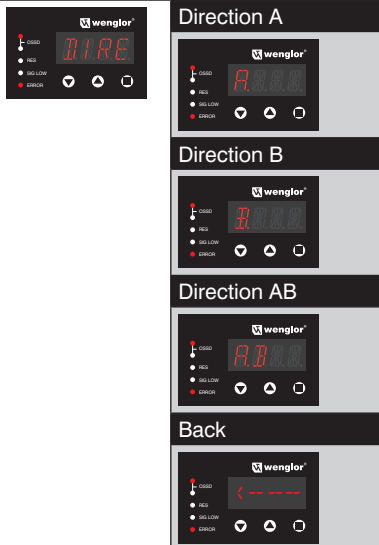 wenglor®
DIRE
OSSD
RES
SIG LOW
ERROR
Direction A
wenglor®
A.
OSSD
RES
SIG LOW
ERROR
Direction B
wenglor®
B.
OSSD
RES
SIG LOW
ERROR
Direction AB
wenglor®
A.B
OSSD
RES
SIG LOW
ERROR
Back
wenglor®
<-----
OSSD
RES
SIG LOW
ERROR